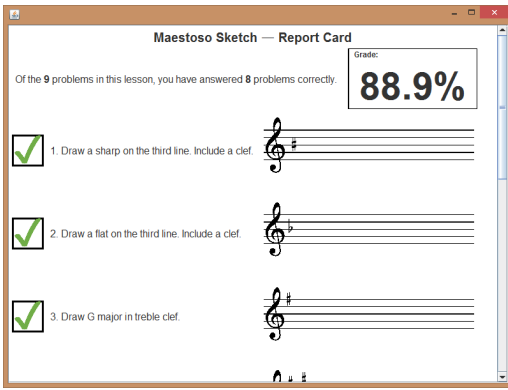 Maestoso Sketch — Report Card
Of the 9 problems in this lesson, you have answered 8 problems correctly.
Grade:
88.9%
1. Draw a sharp on the third line. Include a clef.
2. Draw a flat on the third line. Include a clef.
3. Draw G major in treble clef.